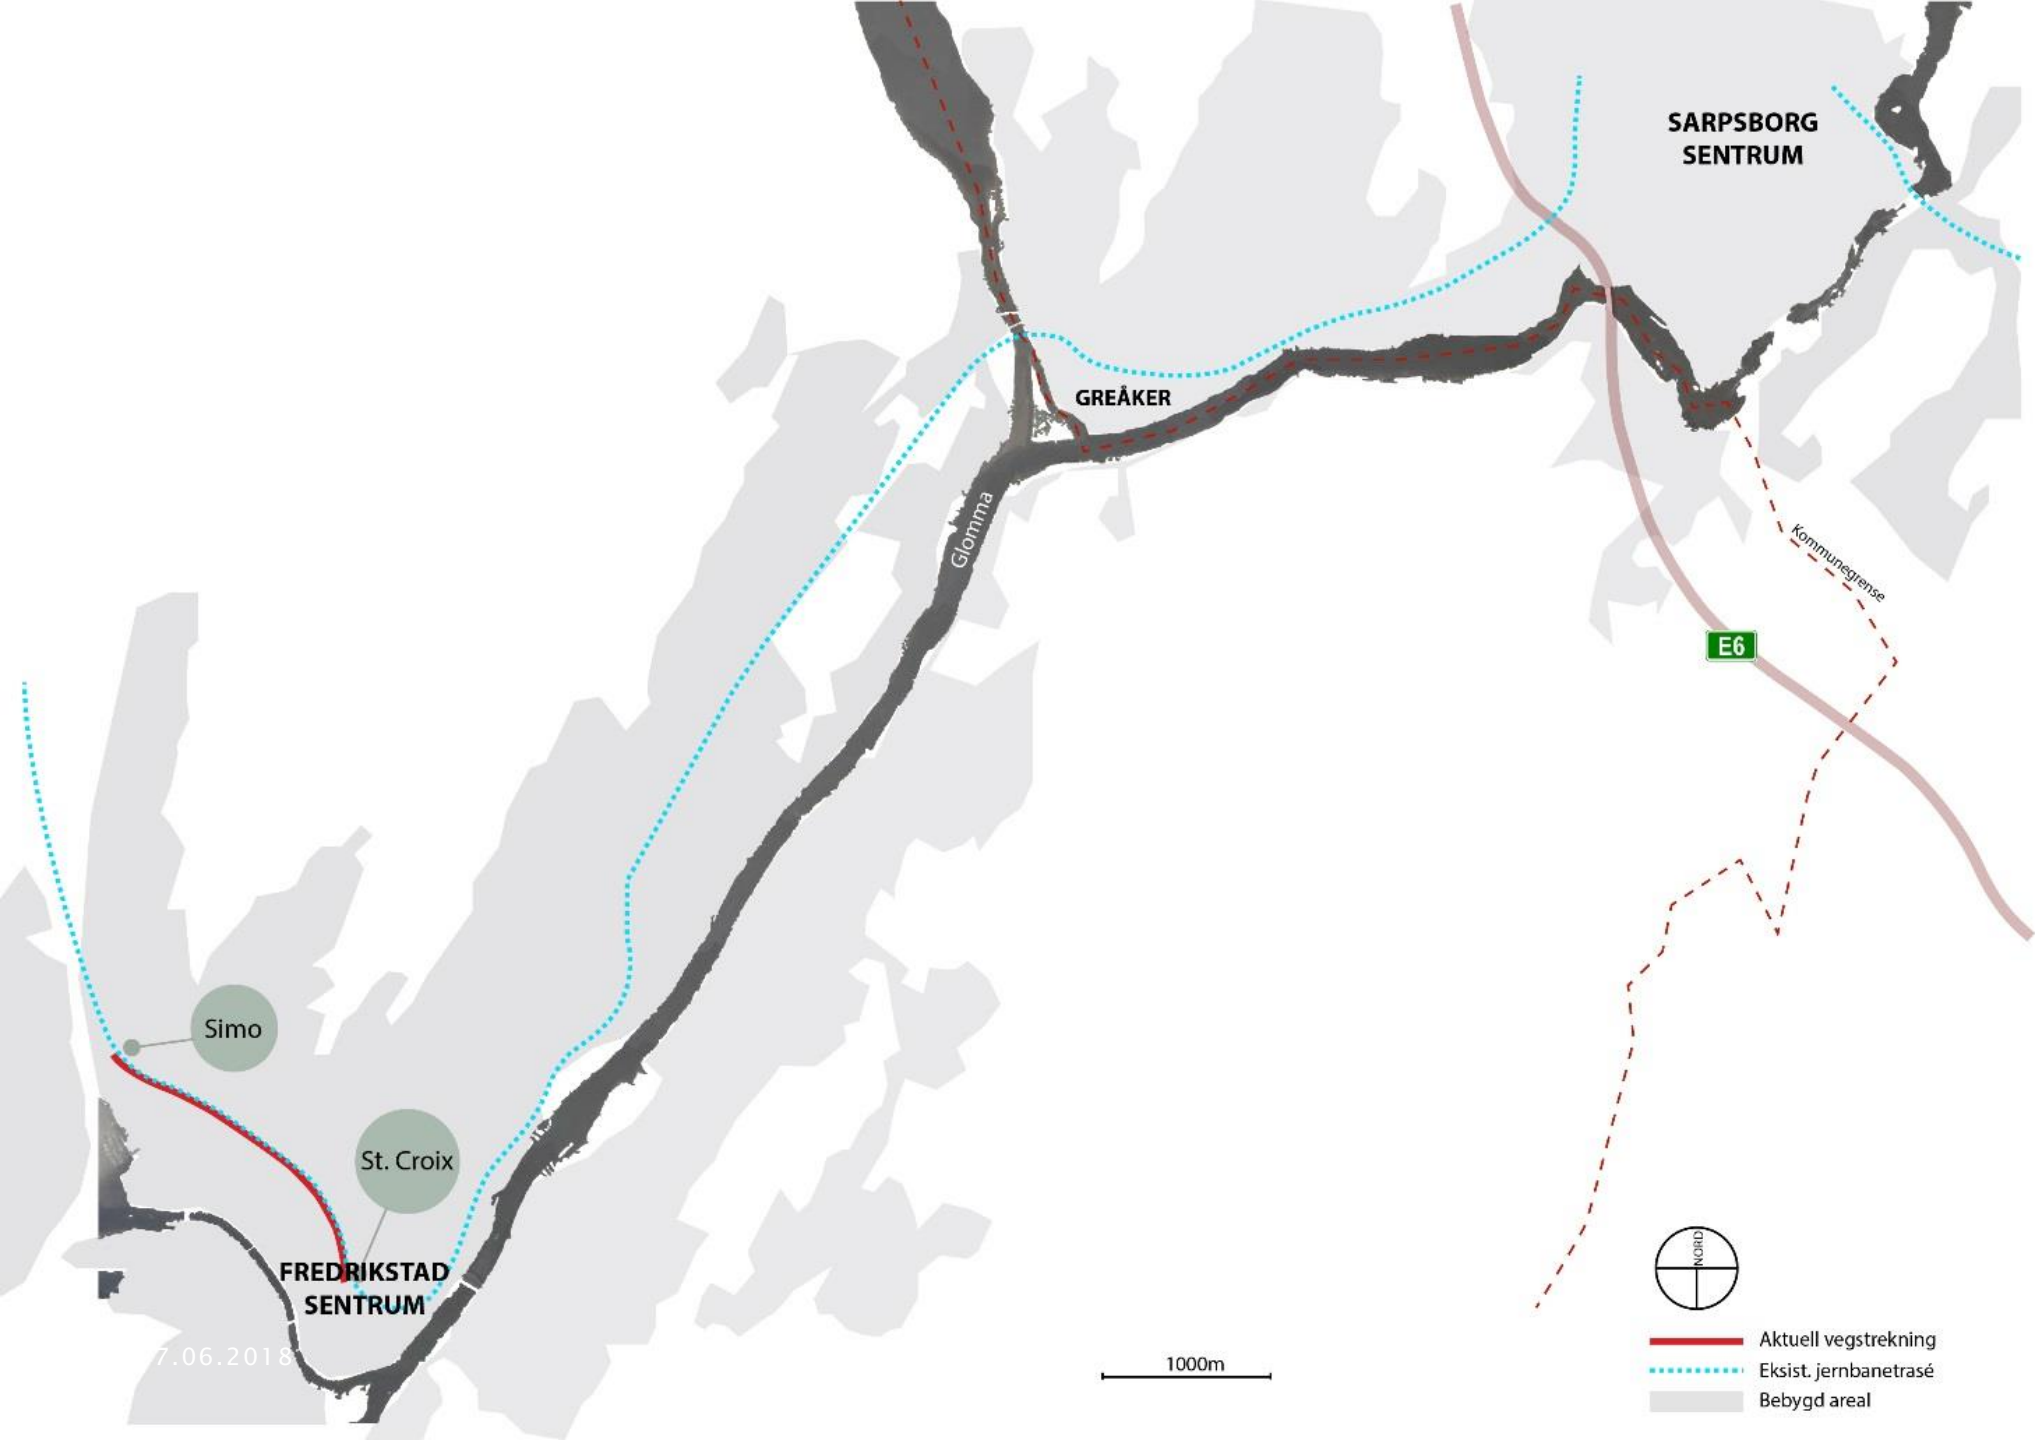 SARPSBORG
SENTRUM
GREÅKER
Glomma
Kommunegrense
E6
Simo
St. Croix
FREDRIKSTAD
SENTRUM
7.06.2018
NORD
1000m
Aktuell vegstrekning
Eksist. jernbanetrasé
Bebygd areal